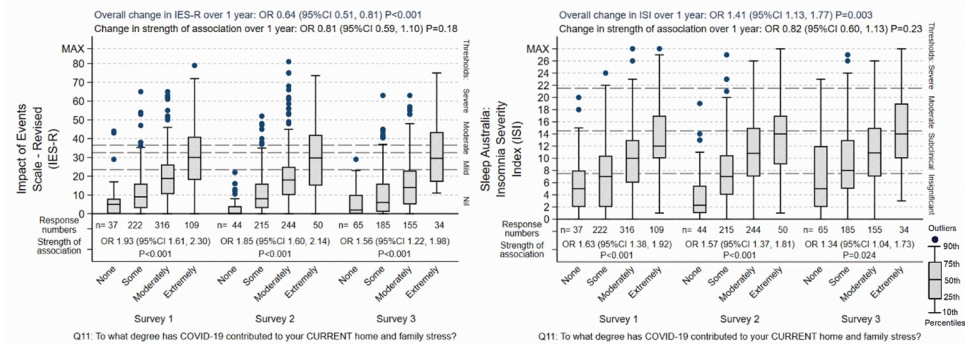 Overall change in IES-R over 1 year: OR 0.64 (95%CI 0.51, 0.81) P<0.001
Change in strength of association over 1 year: OR 0.81 (95%CI 0.59, 1.10) P=0.18
Impact of Events
Scale - Revised
(IES-R)
MAX
80
70
60
50
40
30
20
10
0
Thresholds:
Severe
Moderate
Mild
Nil
Response
numbers
n= 37 222 316 109 n= 44 215 244 50 n= 65 185 155 34
Strength of
association
OR 1.93 (95%CI 1.61, 2.30) OR 1.85 (95%CI 1.60, 2.14) OR 1.56 (95%CI 1.22, 1.98)
P<0.001 P<0.001 P<0.001
None Some Moderately Extremely None Some Moderately Extremely None Some Moderately Extremely
Survey 1 Survey 2 Survey 3
Q11: To what degree has COVID-19 contributed to your CURRENT home and family stress?
Overall change in ISI over 1 year: OR 1.41 (95%CI 1.13, 1.77) P=0.003
Change in strength of association over 1 year: OR 0.82 (95%CI 0.60, 1.13) P=0.23
Sleep Australia:
Insomnia Severity
Index (ISI)
MAX
26
24
22
20
18
16
14
12
10
8
6
4
2
0
Thresholds:
Severe
Moderate
Subclinical
Insignificant
Response
numbers
n= 37 222 316 109 n= 44 215 244 50 n= 65 185 155 34
Strength of
association
OR 1.63 (95%CI 1.38, 1.92) OR 1.57 (95%CI 1.37, 1.81) OR 1.34 (95%CI 1.04, 1.73)
P<0.001 P<0.001 P=0.024
None Some Moderately Extremely None Some Moderately Extremely None Some Moderately Extremely
Survey 1 Survey 2 Survey 3
Q11: To what degree has COVID-19 contributed to your CURRENT home and family stress?
Outliers
90th
75th
50th
25th
10th
Percentiles